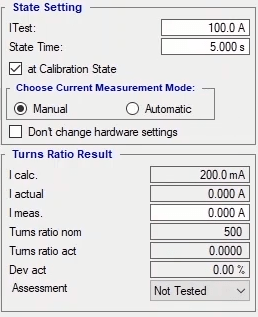 State Setting
ITest: 100.0 A
State Time: 5.000 s
at Calibration State
Choose Current Measurement Mode:
Manual Automatic
Don't change hardware settings
Turns Ratio Result
I calc. 200.0 mA
I actual 0.000 A
I meas. 0.000 A
Turns ratio nom 500
Turns ratio act 0.0000
Dev act 0.00 %
Assessment Not Tested